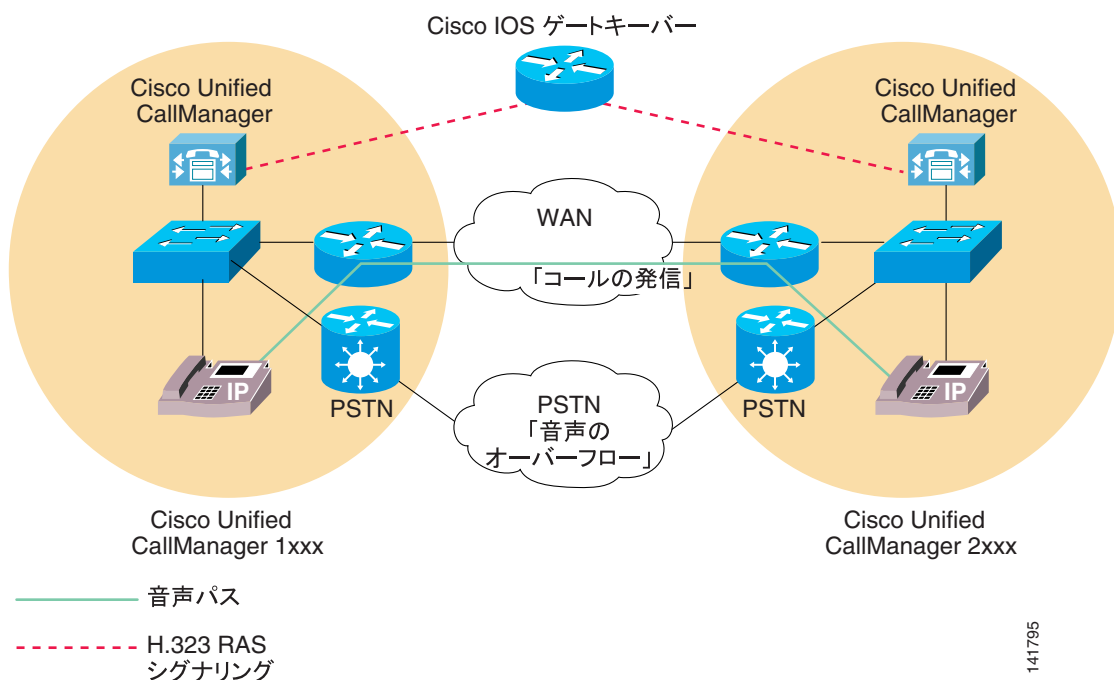 Cisco IOS ゲートキーパー
Cisco Unified
CallManager
Cisco Unified
CallManager
WAN
「コールの発信」
IP
PSTN
PSTN
「音声の
オーバーフロー」
PSTN
IP
Cisco Unified
CallManager 1xxx
Cisco Unified
CallManager 2xxx
音声パス
H.323 RAS
シグナリング
141795